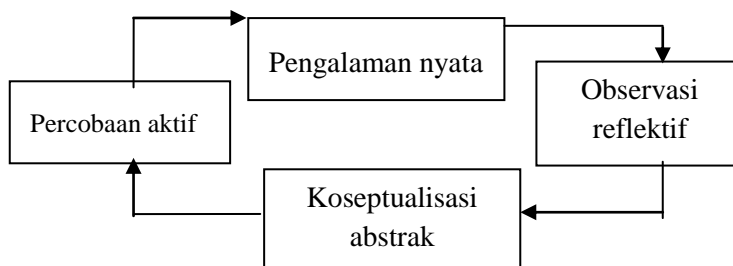 Pengalaman nyata
Observasi
reflektif
Koseptualisasi
abstrak
Percobaan aktif